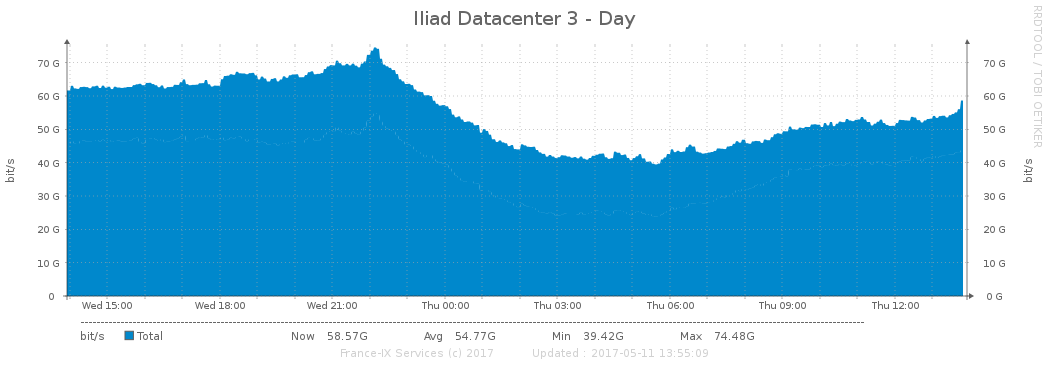 Iliad Datacenter 3 - Day
RRDTOOL / TOBI OETIKER
bit/s
bit/s
70 G
60 G
50 G
40 G
30 G
20 G
10 G
0
70 G
60 G
50 G
40 G
30 G
20 G
10 G
0 G
Wed 15:00 Wed 18:00 Wed 21:00 Thu 00:00 Thu 03:00 Thu 06:00 Thu 09:00 Thu 12:00
bit/s Total Now 58.57G Avg 54.77G Min 39.42G Max 74.48G
France-IX Services (c) 2017 Updated : 2017-05-11 13:55:09